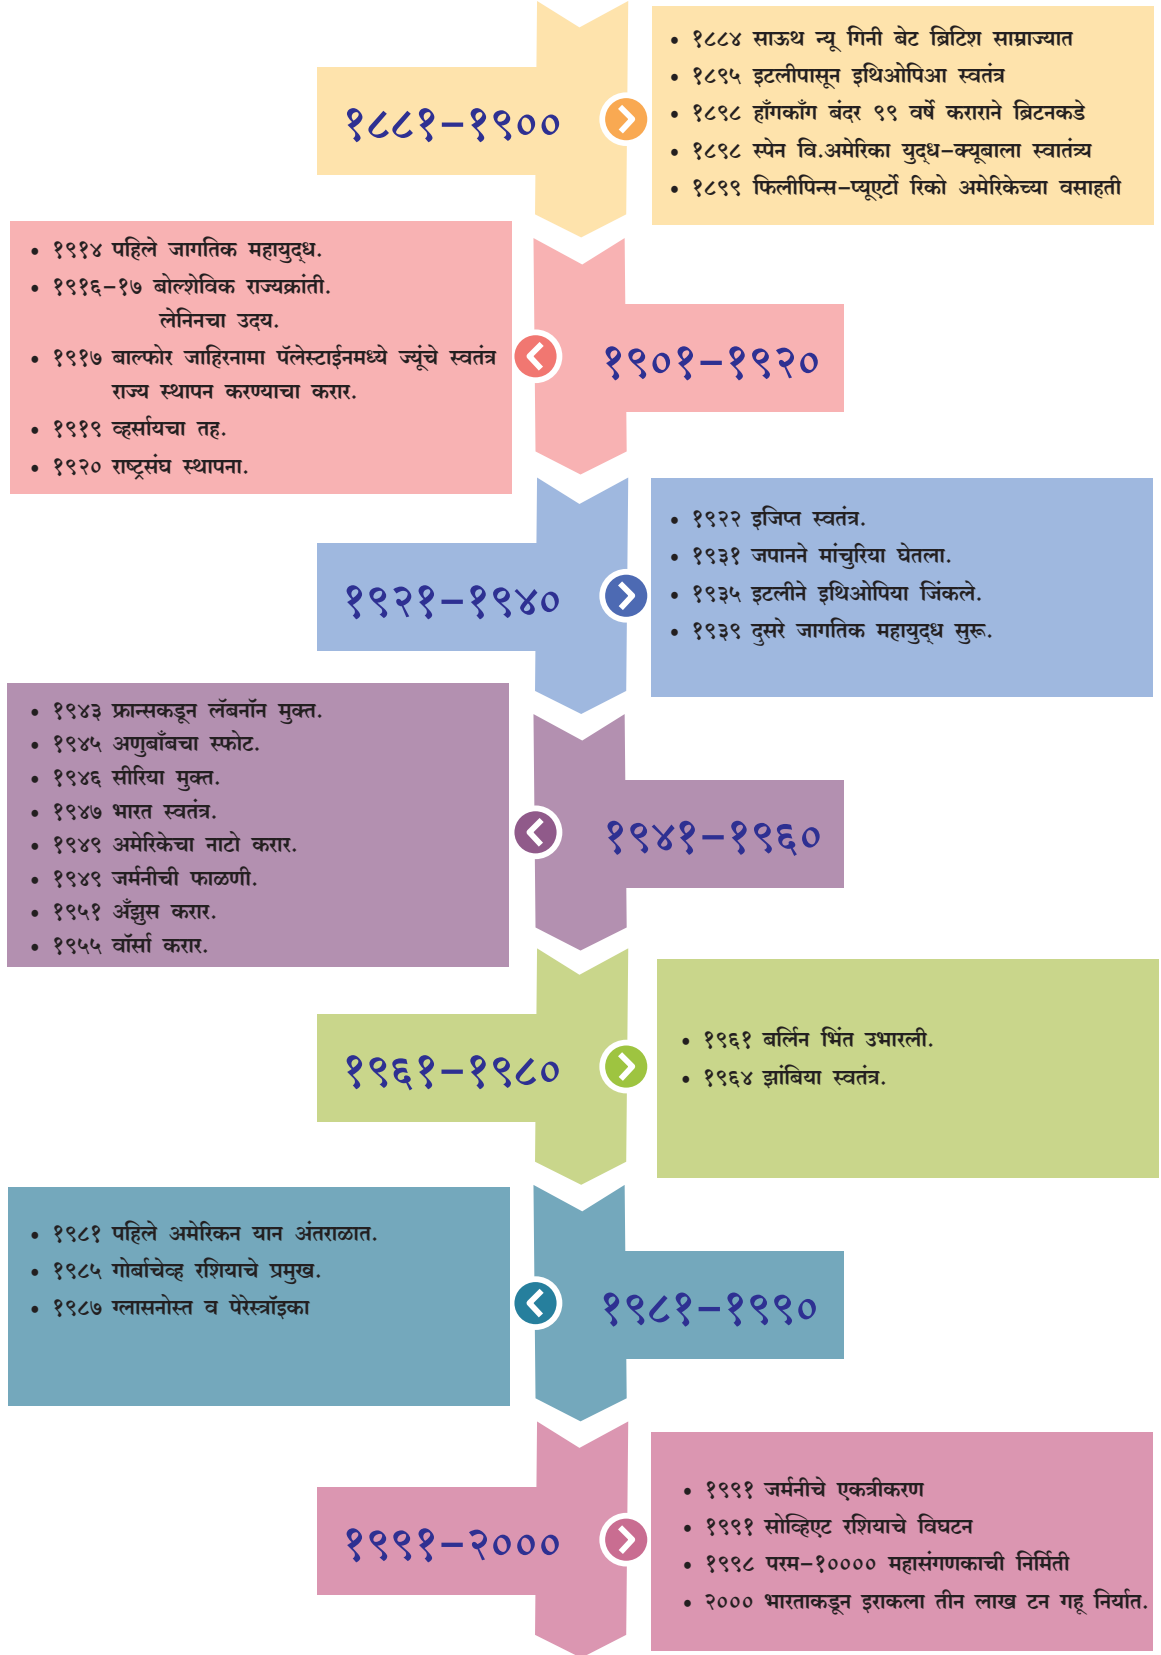 १८८१–१९००
• १८८४ साऊथ न्यू गिनी बेट ब्रिटिश साम्राज्यात
• १८९५ इटलीपासून इथिओपिआ स्वतंत्र
• १८९८ हाँगकाँग बंदर ९९ वर्षे कराराने ब्रिटनकडे
• १८९८ स्पेन वि.अमेरिका युद्ध–क्यूबाला स्वातंत्र्य
• १८९९ फिलीपिन्स–प्यूएर्टो रिको अमेरिकेच्या वसाहती
१९०१–१९२०
• १९१४ पहिले जागतिक महायुद्ध.
• १९१६–१७ बोल्शेविक राज्यक्रांती.
लेनिनचा उदय.
• १९१७ बाल्फोर जाहिरनामा पॅलेस्टाईनमध्ये ज्यूंचे स्वतंत्र
राज्य स्थापन करण्याचा करार.
• १९१९ व्हर्सायचा तह.
• १९२० राष्ट्रसंघ स्थापना.
१९२१–१९४०
• १९२२ इजिप्त स्वतंत्र.
• १९३१ जपानने मांचुरिया घेतला.
• १९३५ इटलीने इथिओपिया जिंकले.
• १९३९ दुसरे जागतिक महायुद्ध सुरू.
१९४१–१९६०
• १९४३ फ्रान्सकडून लॅबनॉन मुक्त.
• १९४५ अणुबाँबचा स्फोट.
• १९४६ सीरिया मुक्त.
• १९४७ भारत स्वतंत्र.
• १९४९ अमेरिकेचा नाटो करार.
• १९४९ जर्मनीची फाळणी.
• १९५१ अँझुस करार.
• १९५५ वॉर्सा करार.
१९६१–१९८०
• १९६१ बर्लिन भिंत उभारली.
• १९६४ झांबिया स्वतंत्र.
१९८१–१९९०
• १९८१ पहिले अमेरिकन यान अंतराळात.
• १९८५ गोर्बाचेव्ह रशियाचे प्रमुख.
• १९८७ ग्लासनोस्त व पेरेस्त्रॉइका
१९९१–२०००
• १९९१ जर्मनीचे एकत्रीकरण
• १९९१ सोव्हिएट रशियाचे विघटन
• १९९८ परम–१०००० महासंगणकाची निर्मिती
• २००० भारताकडून इराकला तीन लाख टन गहू निर्यात.